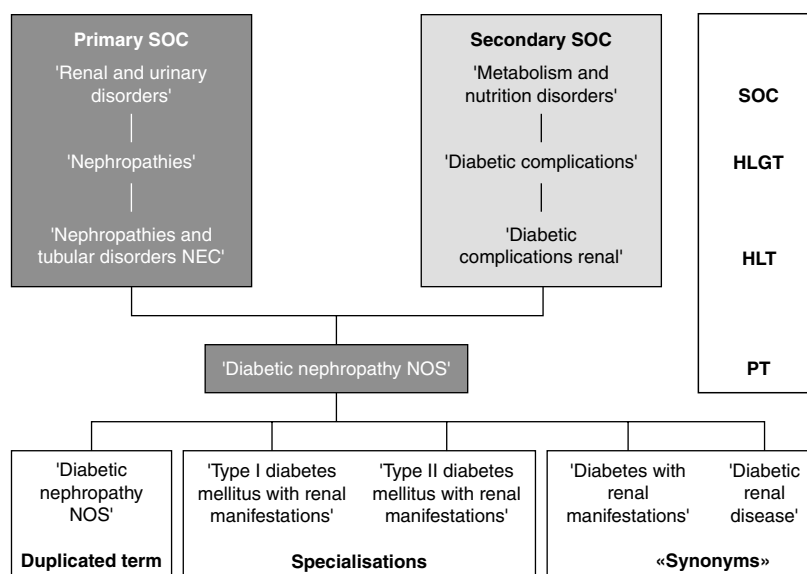 Primary SOC
'Renal and urinary
disorders'
'Nephropathies'
'Nephropathies and
tubular disorders NEC'
Secondary SOC
'Metabolism and
nutrition disorders'
'Diabetic complications'
'Diabetic
complications renal'
SOC
HLGT
HLT
PT
'Diabetic nephropathy NOS'
'Diabetic
nephropathy
NOS'
Duplicated term
'Type I diabetes
mellitus with renal
manifestations'
'Type II diabetes
mellitus with renal
manifestations'
Specialisations
'Diabetes with
renal
manifestations'
'Diabetic
renal
disease'
«Synonyms»